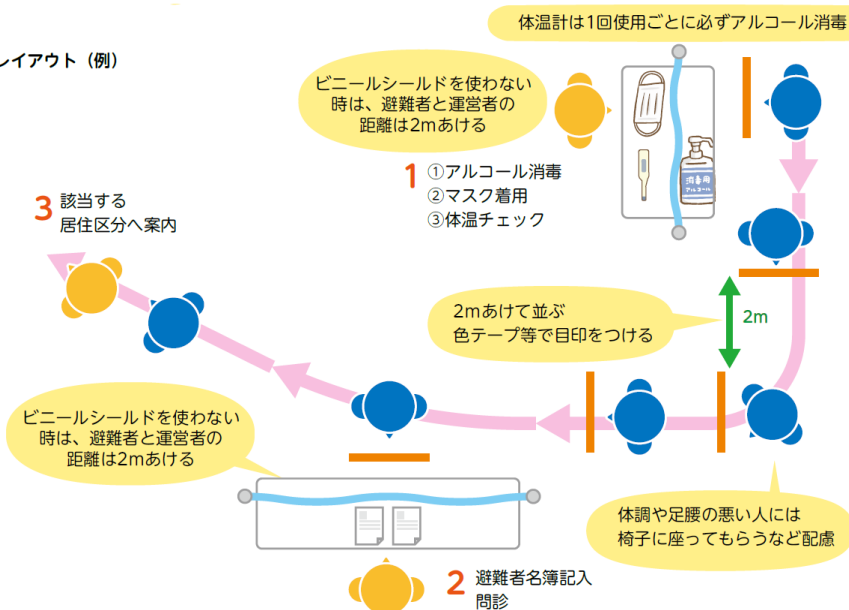 レイアウト（例）
体温計は1回使用ごとに必ずアルコール消毒
ビニールシールドを使わない
時は、避難者と運営者の
距離は2mあける
消毒用
アルコール
1
①アルコール消毒
②マスク着用
③体温チェック
3
該当する
居住区分へ案内
2mあけて並ぶ
色テープ等で目印をつける
2m
ビニールシールドを使わない
時は、避難者と運営者の
距離は2mあける
体調や足腰の悪い人には
椅子に座ってもらうなど配慮
2
避難者名簿記入
問診